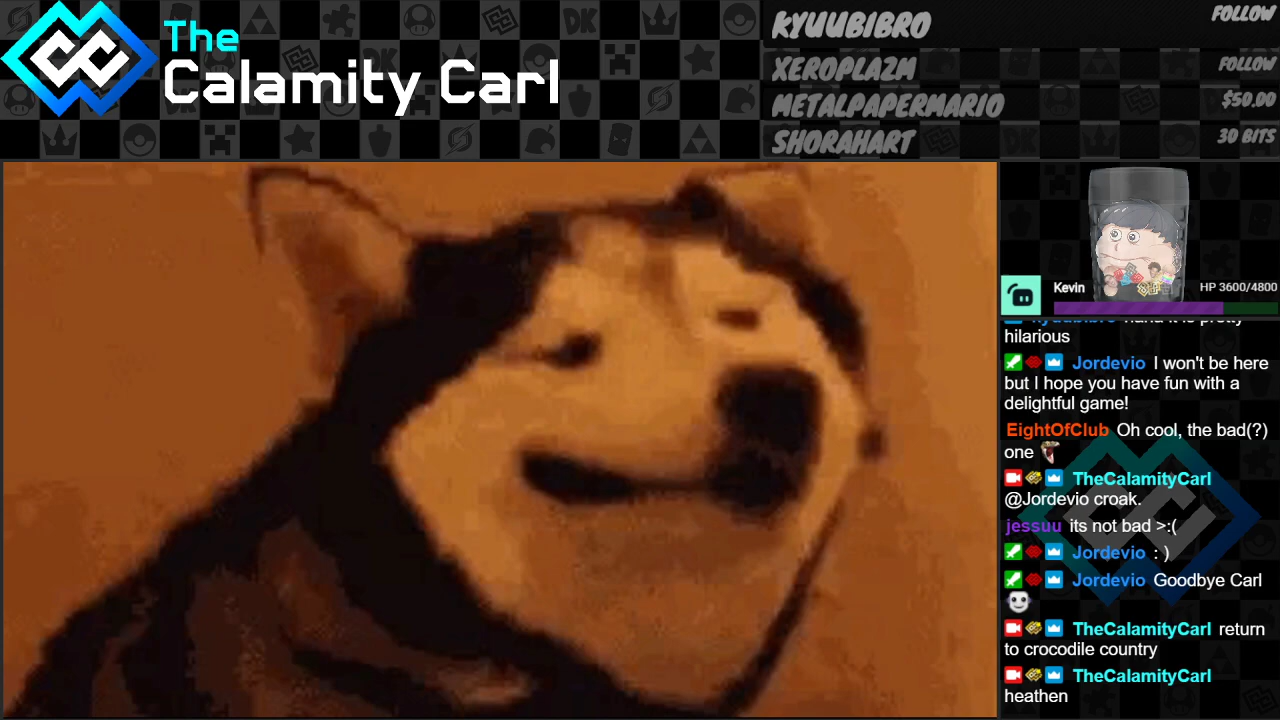 The
Calamity Carl
KYUUBIBRO FOLLOW
XEROPLAZM FOLLOW
METALPAPERMARIO $50.00
SHORAHART 30 BITS
Kevin HP 3600/4800
hilarious
Jordevio I won't be here
but I hope you have fun with a
delightful game!
EightOfClub Oh cool, the bad(?)
one
TheCalamityCarl
@Jordevio croak.
jessuu its not bad >:(
Jordevio : )
Jordevio Goodbye Carl
TheCalamityCarl return
to crocodile country
TheCalamityCarl
heathen